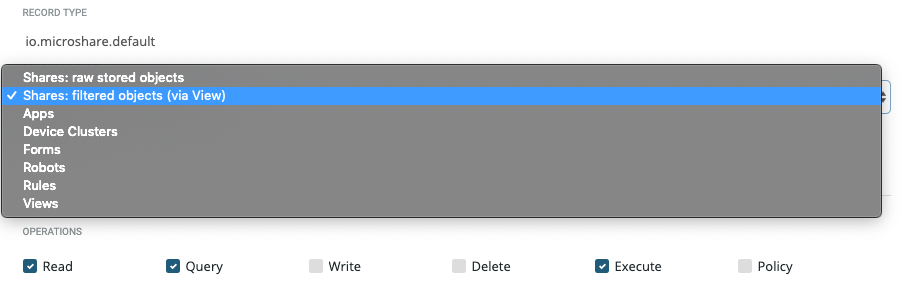 RECORD TYPE
io.microshare.default
Shares: raw stored objects
Shares: filtered objects (via View)
Apps
Device Clusters
Forms
Robots
Rules
Views
OPERATIONS
Read Query Write Delete Execute Policy